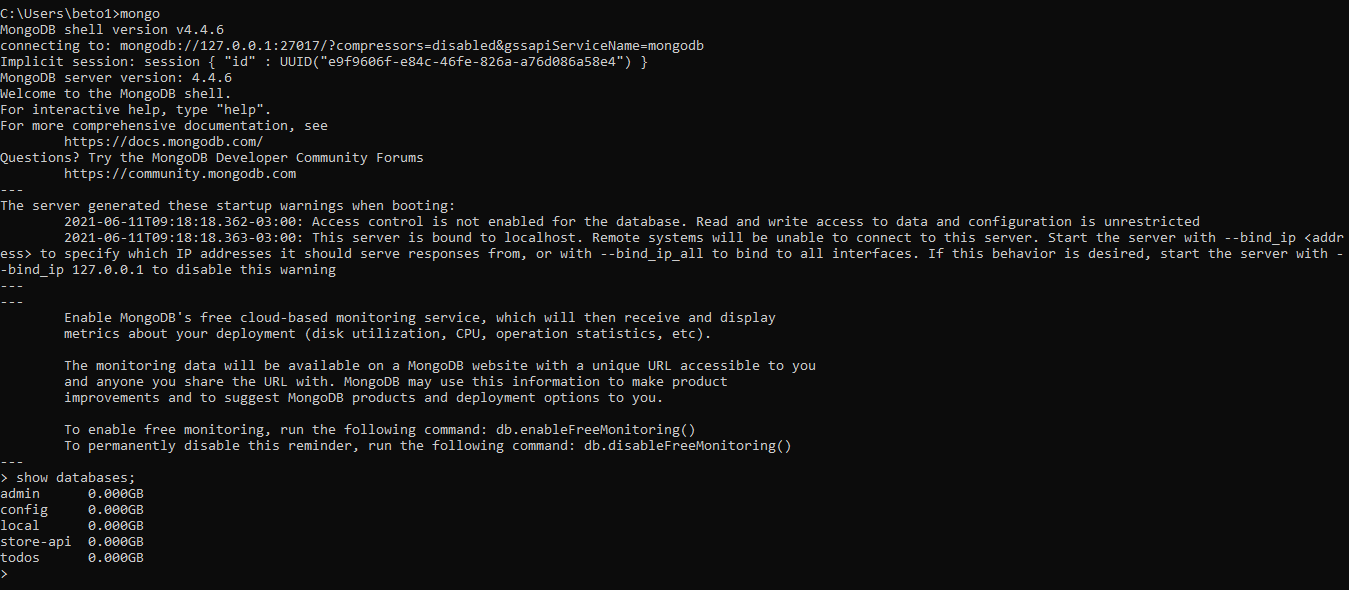 C:\Users\beto1>mongo
MongoDB shell version v4.4.6
connecting to: mongodb://127.0.0.1:27017/?compressors=disabled&gssapiServiceName=mongodb
Implicit session: session { "id" : UUID("e9f9606f-e84c-46fe-826a-a76d086a58e4") }
MongoDB server version: 4.4.6
Welcome to the MongoDB shell.
For interactive help, type "help".
For more comprehensive documentation, see
        https://docs.mongodb.com/
Questions? Try the MongoDB Developer Community Forums
        https://community.mongodb.com
---
The server generated these startup warnings when booting:
        2021-06-11T09:18:18.362-03:00: Access control is not enabled for the database. Read and write access to data and configuration is unrestricted
        2021-06-11T09:18:18.363-03:00: This server is bound to localhost. Remote systems will be unable to connect to this server. Start the server with --bind_ip <addr
ess> to specify which IP addresses it should serve responses from, or with --bind_ip_all to bind to all interfaces. If this behavior is desired, start the server with -
-bind_ip 127.0.0.1 to disable this warning
---
---
        Enable MongoDB's free cloud-based monitoring service, which will then receive and display
        metrics about your deployment (disk utilization, CPU, operation statistics, etc).

        The monitoring data will be available on a MongoDB website with a unique URL accessible to you
        and anyone you share the URL with. MongoDB may use this information to make product
        improvements and to suggest MongoDB products and deployment options to you.

        To enable free monitoring, run the following command: db.enableFreeMonitoring()
        To permanently disable this reminder, run the following command: db.disableFreeMonitoring()
---
> show databases;
admin      0.000GB
config     0.000GB
local      0.000GB
store-api  0.000GB
todos      0.000GB
>